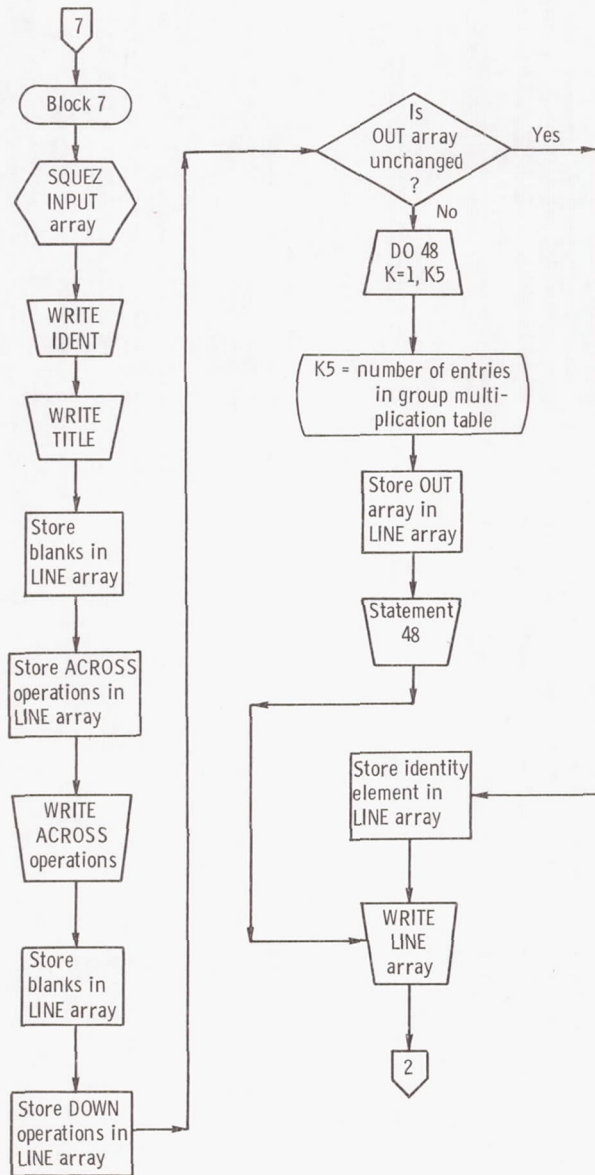 7
Block 7
SQUEZ
INPUT
array
WRITE
IDENT
WRITE
TITLE
Store
blanks in
LINE array
Store ACROSS
operations in
LINE array
WRITE
ACROSS
operations
Store
blanks in
LINE array
Store DOWN
operations in
LINE array
Is
OUT array
unchanged
?
Yes
No
DO 48
K=1, K5
K5 = number of entries
in group multi-
plication table
Store OUT
array in
LINE array
Statement
48
Store identity
element in
LINE array
WRITE
LINE
array
2